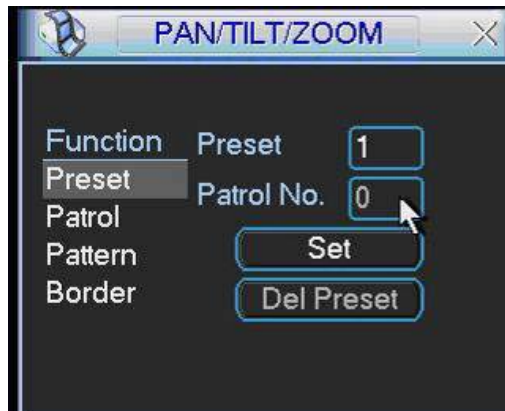 PAN/TILT/ZOOM
Function
Preset
Patrol
Pattern
Border
Preset 1
Patrol No. 0
Set
Del Preset